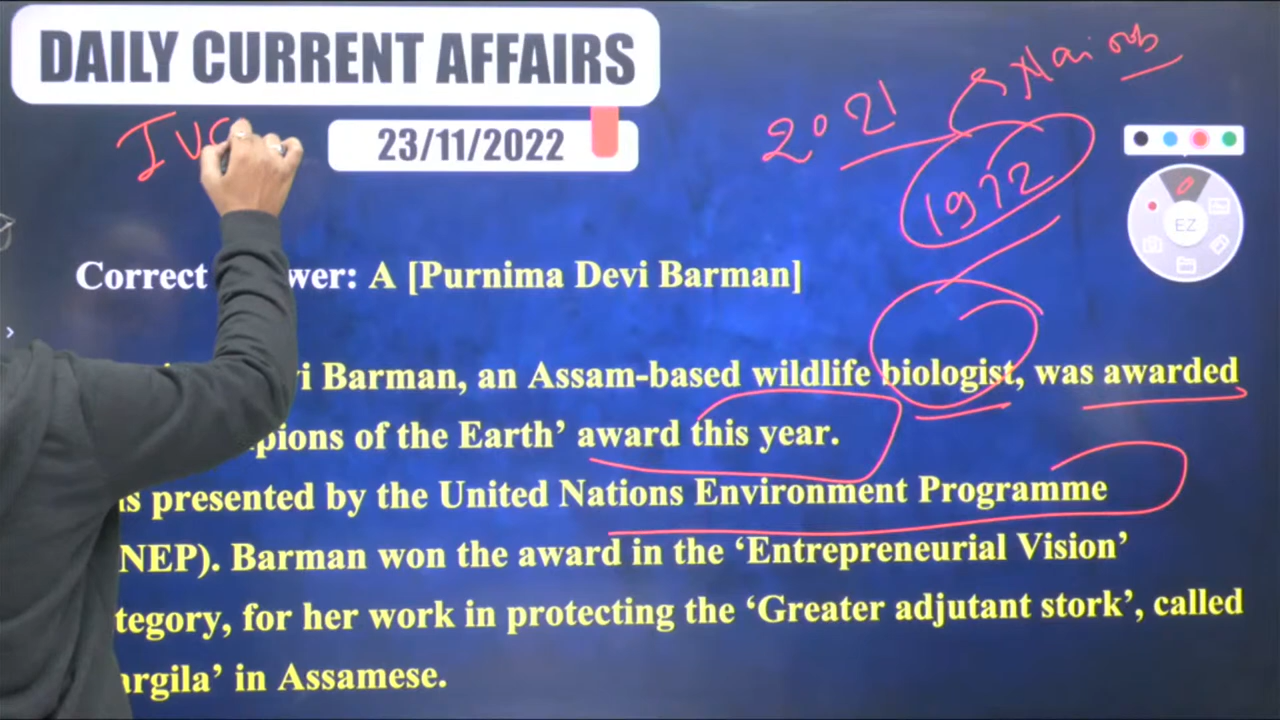 DAILY CURRENT AFFAIRS
23/11/2022
2021
1972
EZ
Correct wer: A [Purnima Devi Barman]
vi Barman, an Assam-based wildlife biologist, was awarded
pions of the Earth’ award this year.
is presented by the United Nations Environment Programme
NEP). Barman won the award in the ‘Entrepreneurial Vision’
tegory, for her work in protecting the ‘Greater adjutant stork’, called
argila’ in Assamese.